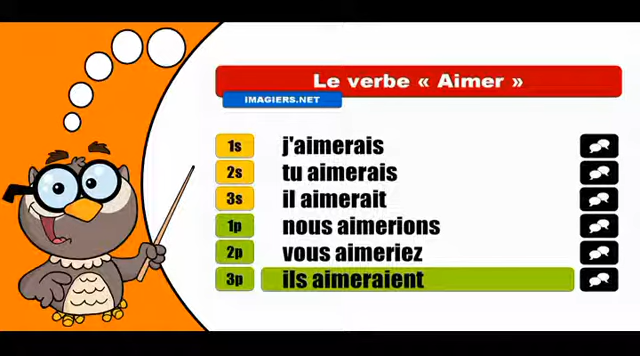 Le verbe « Aimer »
IMAGIERS.NET
1s j'aimerais
2s tu aimerais
3s il aimerait
1p nous aimerions
2p vous aimeriez
3p ils aimeraient